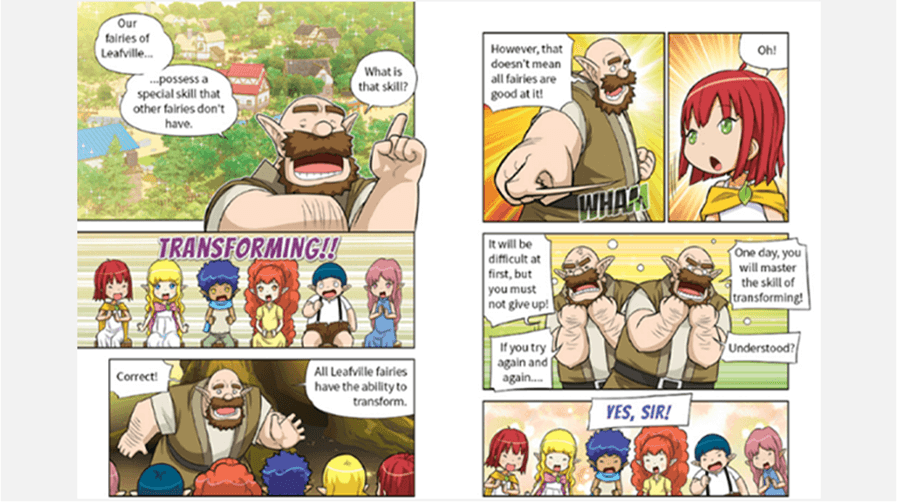 Our
fairies of
Leafville...
...possess a
special skill that
other fairies don't
have.
What is
that skill?
TRANSFORMING!!
Correct!
All Leafville fairies
have the ability to
transform.
However, that
doesn't mean
all fairies are
good at it!
WHAM
Oh!
It will be
difficult at
first, but
you must
not give up!
If you try
again and
again....
One day, you
will master
the skill of
transforming!
Understood?
YES, SIR!